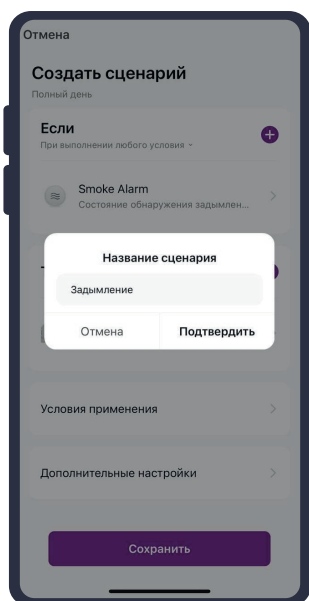 Отмена
Создать сценарий
Полный день
Если
При выполнении любого условия
Smoke Alarm
Состояние обнаружения задымлен...
Название сценария
Задымление
Отмена Подтвердить
Условия применения
Дополнительные настройки
Сохранить